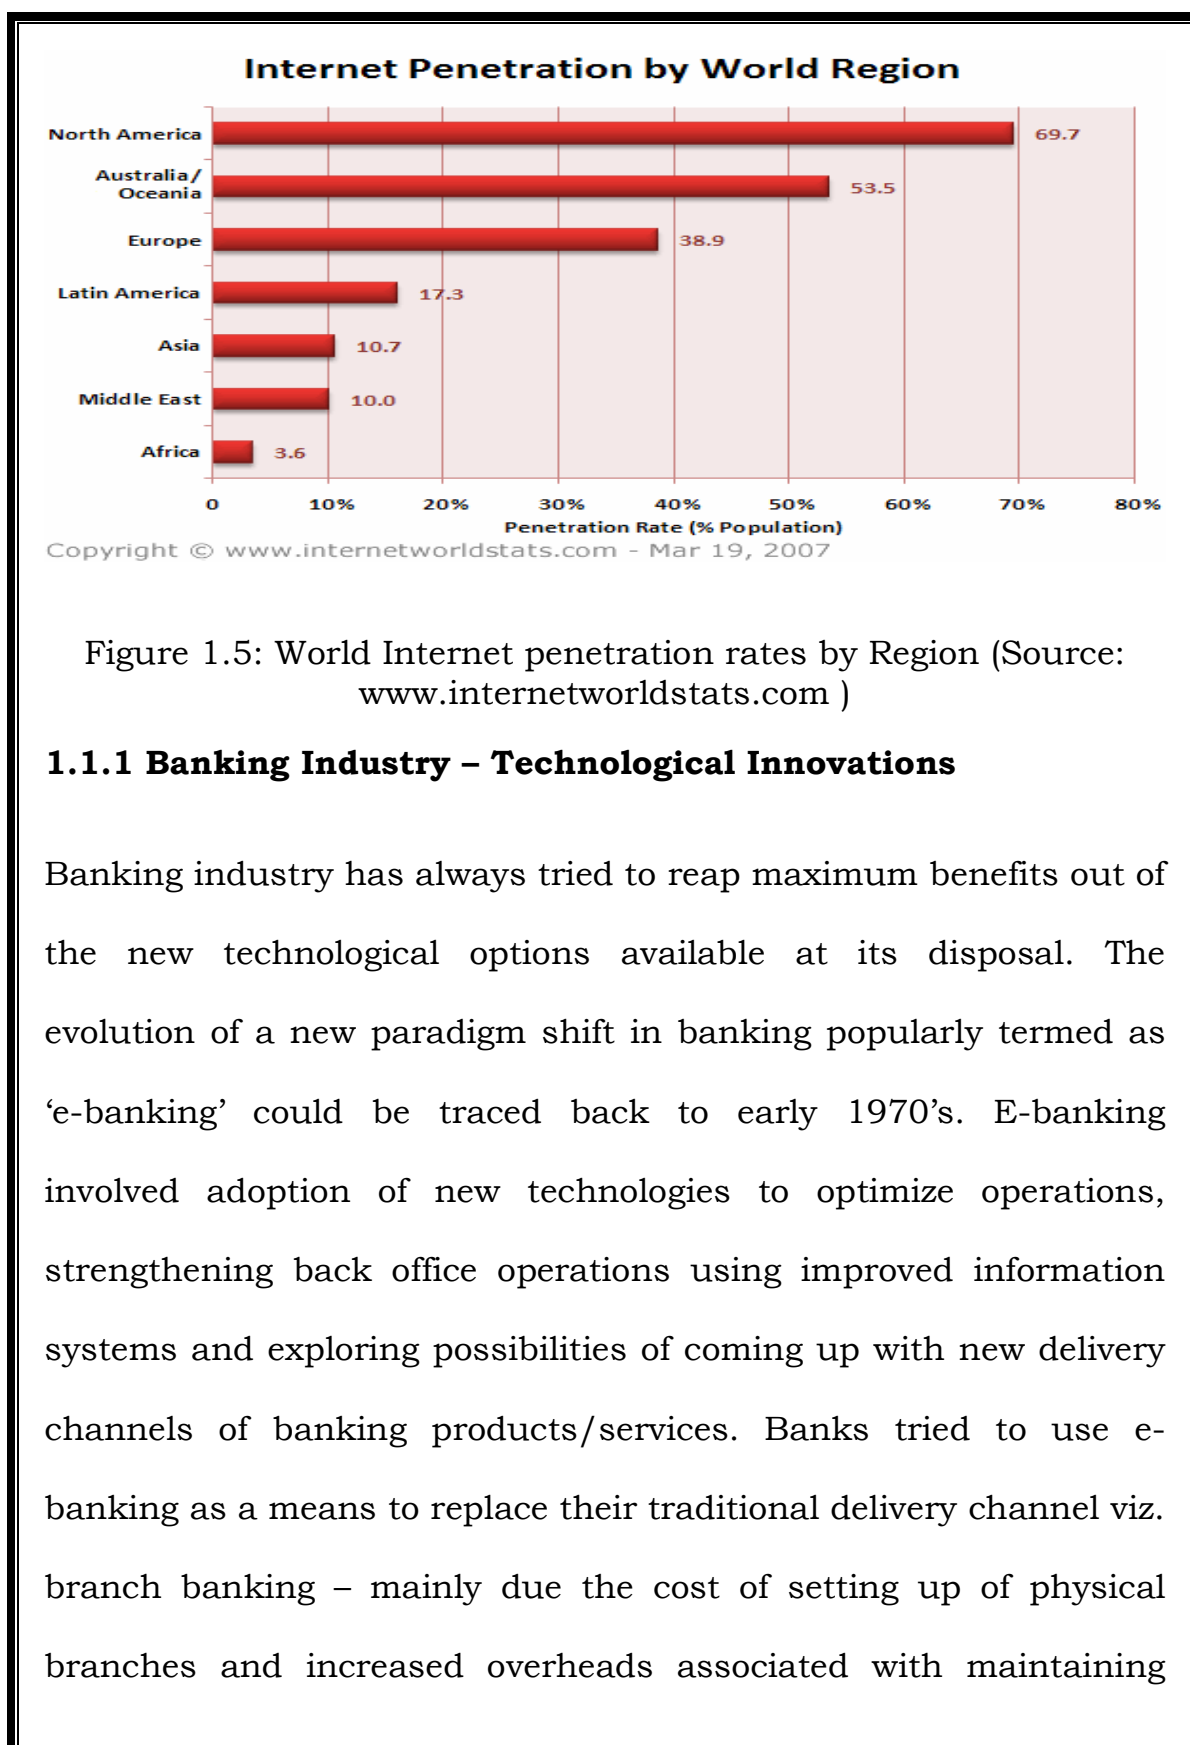 Internet Penetration by World Region
North America 69.7
Australia/
Oceania 53.5
Europe 38.9
Latin America 17.3
Asia 10.7
Middle East 10.0
Africa 3.6
0 10% 20% 30% 40% 50% 60% 70% 80%
Penetration Rate (% Population)
Copyright © www.internetworldstats.com - Mar 19, 2007
Figure 1.5: World Internet penetration rates by Region (Source:
www.internetworldstats.com )
1.1.1 Banking Industry – Technological Innovations
Banking industry has always tried to reap maximum benefits out of
the new technological options available at its disposal. The
evolution of a new paradigm shift in banking popularly termed as
‘e-banking’ could be traced back to early 1970’s. E-banking
involved adoption of new technologies to optimize operations,
strengthening back office operations using improved information
systems and exploring possibilities of coming up with new delivery
channels of banking products/services. Banks tried to use e-
banking as a means to replace their traditional delivery channel viz.
branch banking – mainly due the cost of setting up of physical
branches and increased overheads associated with maintaining